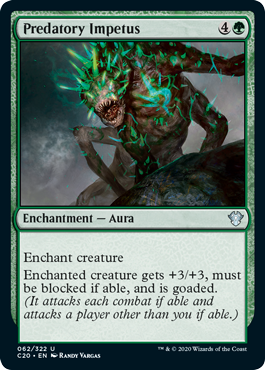 Predatory Impetus 4
Enchantment — Aura
Enchant creature
Enchanted creature gets +3/+3, must
be blocked if able, and is goaded.
(It attacks each combat if able and
attacks a player other than you if able.)
062/322 U
C20 • EN RANDY VARGAS
™ & © 2020 Wizards of the Coast